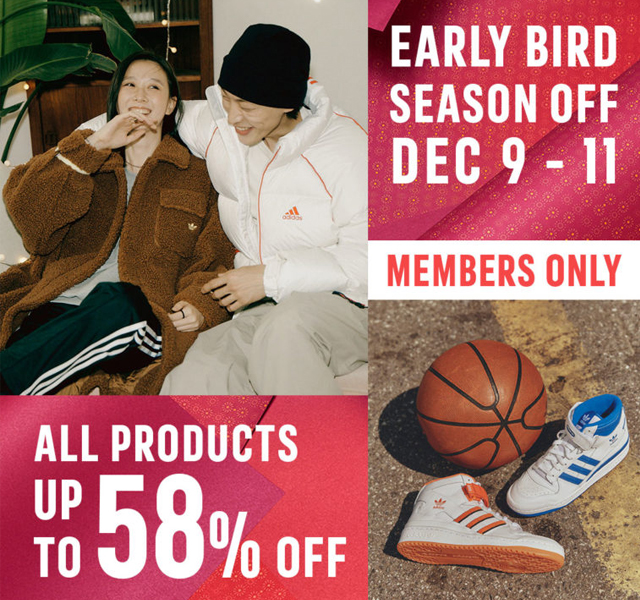 EARLY BIRD
SEASON OFF
DEC 9 - 11
adidas
MEMBERS ONLY
ALL PRODUCTS
UP
TO 58% OFF